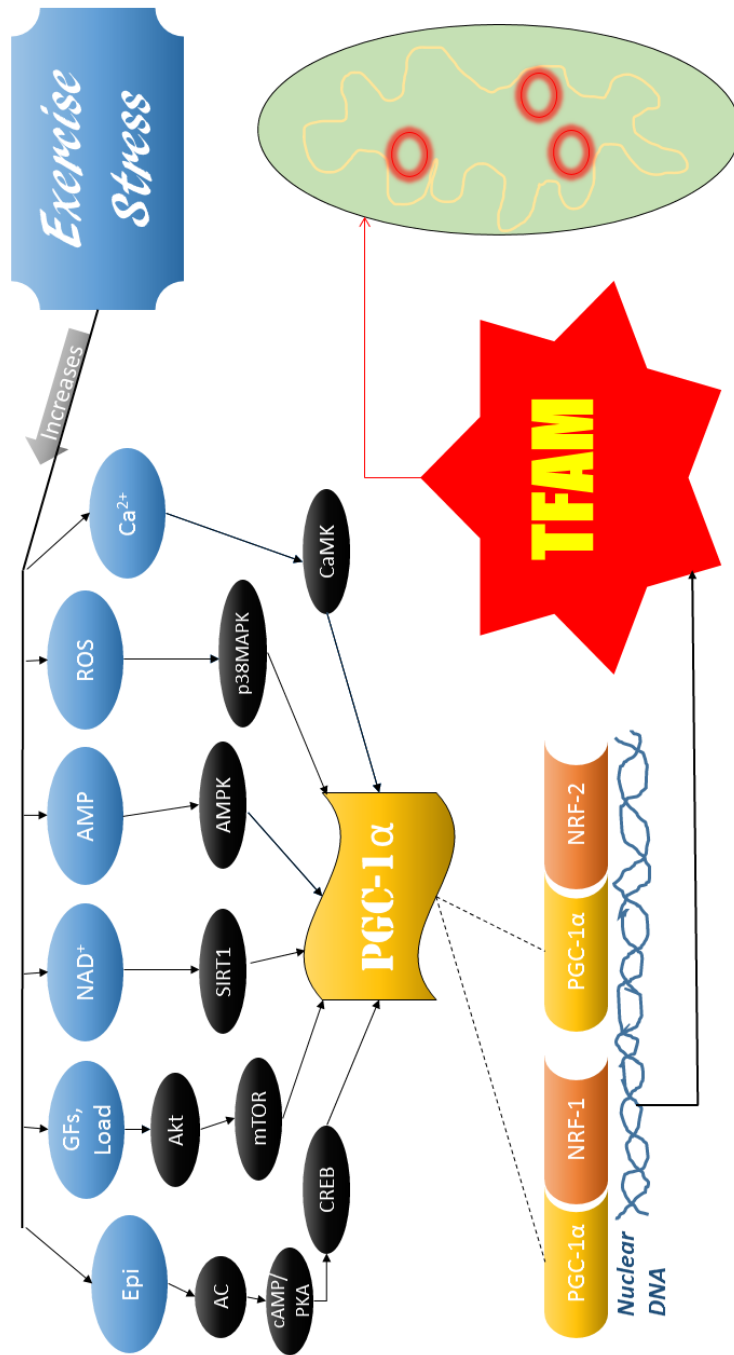 Exercise
Stress
Increases
Epi
GFs,
Load
NAD⁺
AMP
ROS
Ca²⁺
AC
Akt
SIRT1
AMPK
p38MAPK
CaMK
cAMP/
PKA
mTOR
CREB
PGC-1α
PGC-1α
NRF-1
PGC-1α
NRF-2
Nuclear
DNA
TFAM